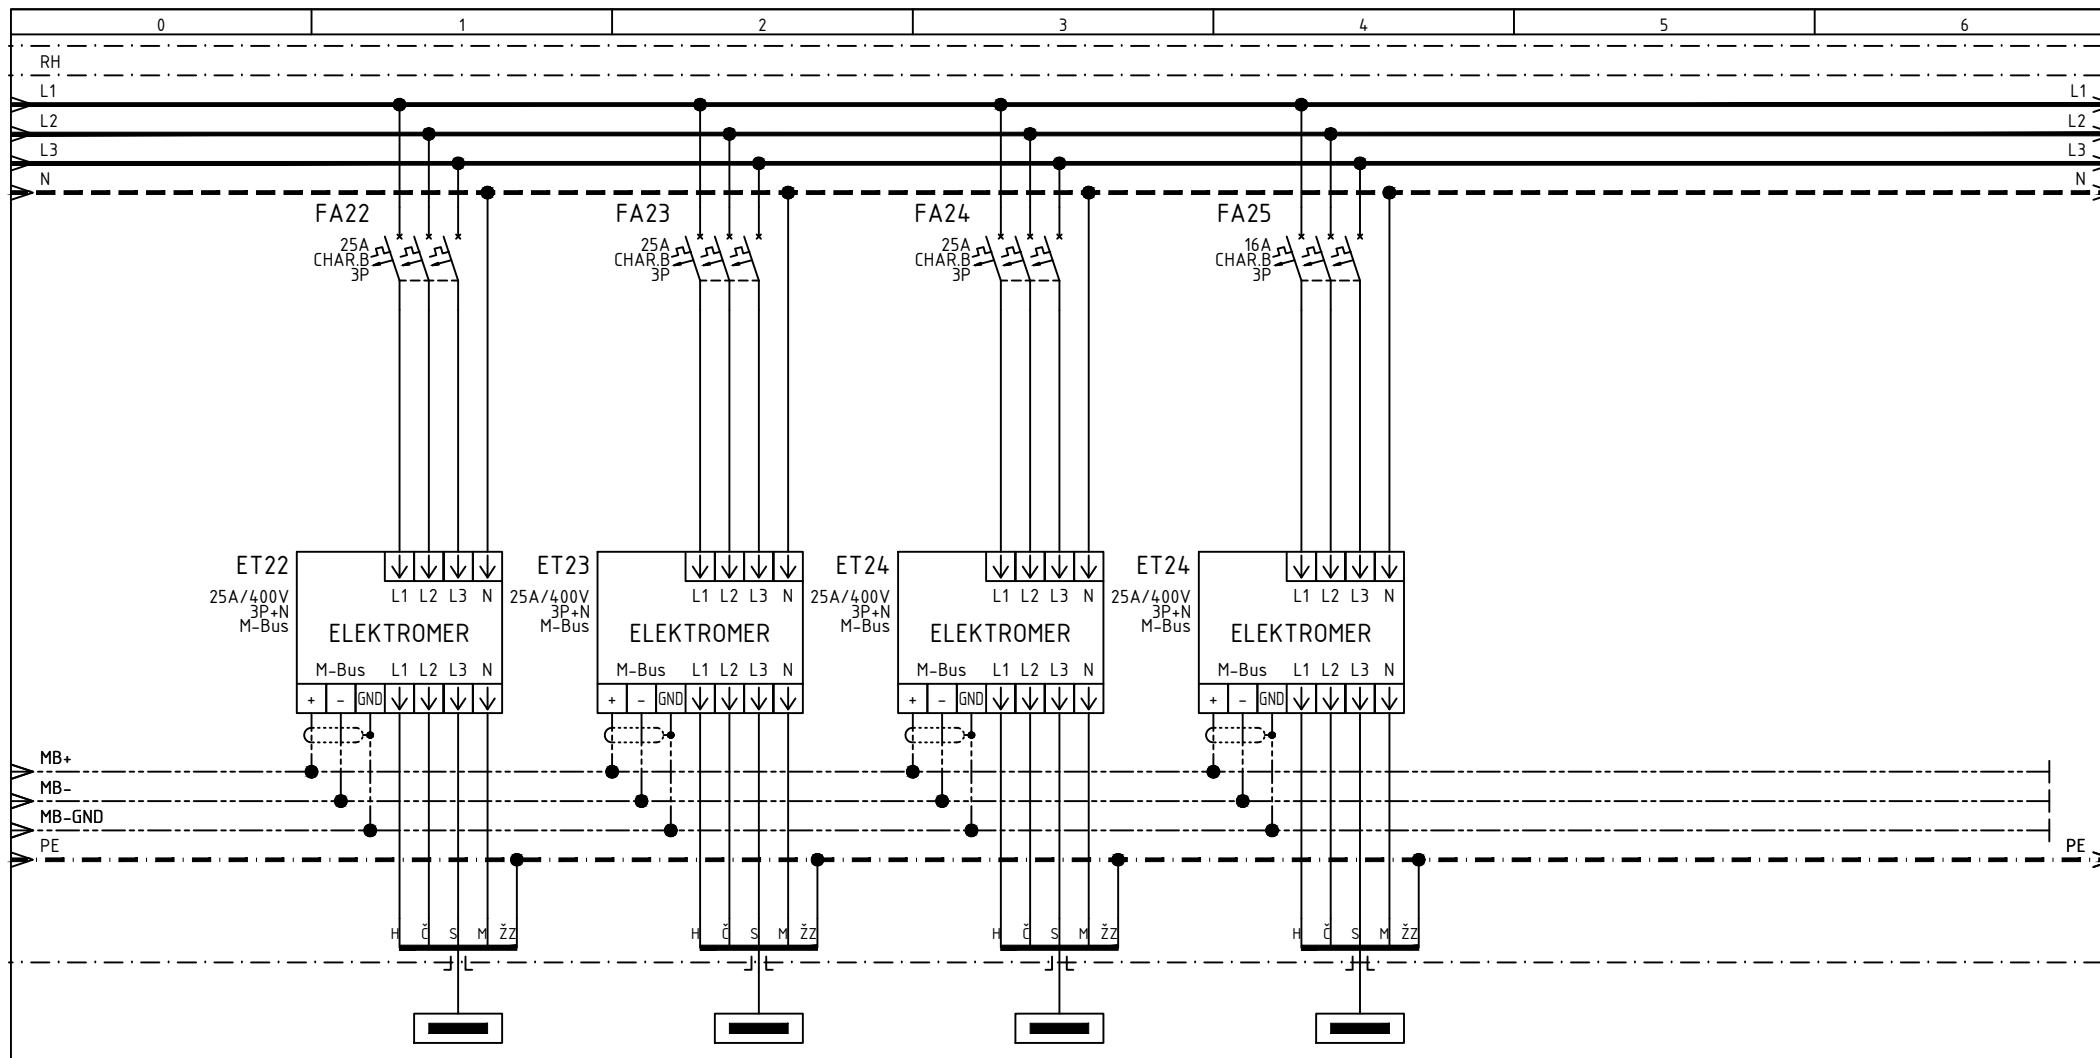 0 1 2 3 4 5 6
RH
L1 L1
L2 L2
L3 L3
N N
FA22 FA23 FA24 FA25
25A 25A 25A 16A
CHAR.B CHAR.B CHAR.B CHAR.B
3P 3P 3P 3P
ET22 ET23 ET24 ET24
25A/400V L1 L2 L3 N 25A/400V L1 L2 L3 N 25A/400V L1 L2 L3 N 25A/400V L1 L2 L3 N
3P+N 3P+N 3P+N 3P+N
M-Bus M-Bus M-Bus M-Bus
ELEKTROMER ELEKTROMER ELEKTROMER ELEKTROMER
M-Bus L1 L2 L3 N M-Bus L1 L2 L3 N M-Bus L1 L2 L3 N M-Bus L1 L2 L3 N
+ - GND + - GND + - GND + - GND
MB+
MB-
MB-GND
PE PE
H Č S M ŽZ H Č S M ŽZ H Č S M ŽZ H Č S M ŽZ